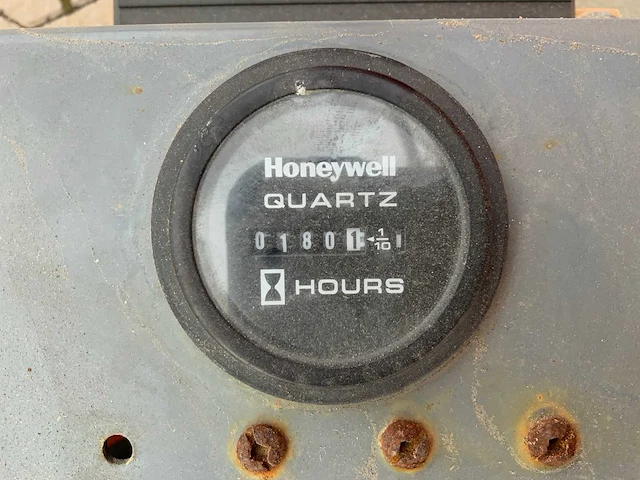 Honeywell
QUARTZ
01801 ◄ 1/10
HOURS